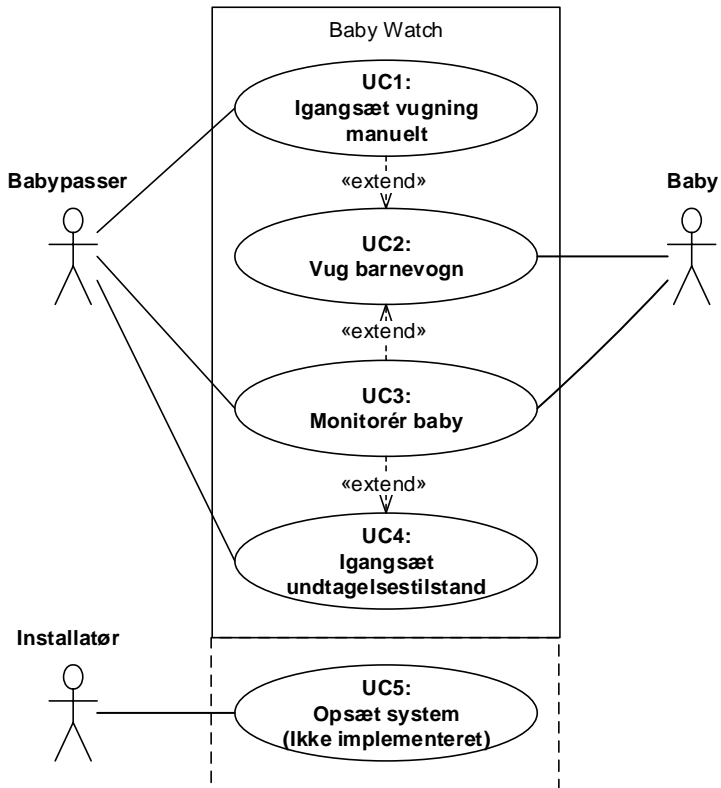 Baby Watch
UC1:
Igangsæt vugning
manuelt
«extend»
Babypasser
Baby
UC2:
Vug barnevogn
«extend»
UC3:
Monitorér baby
«extend»
UC4:
Igangsæt
undtagelsestilstand
Installatør
UC5:
Opsæt system
(Ikke implementeret)